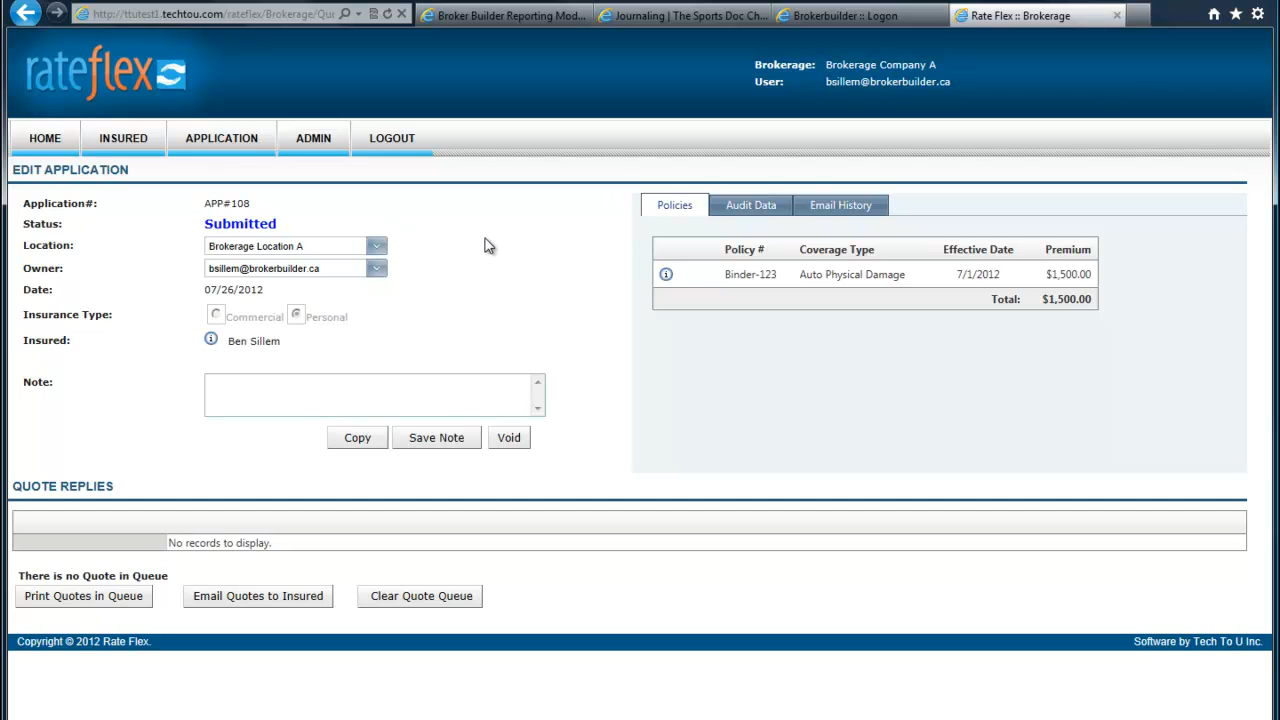 http://ttutest1.techtou.com/rateflex/Brokerage/Quo
Broker Builder Reporting Mod...
Journaling | The Sports Doc Ch...
Brokerbuilder :: Logon
Rate Flex :: Brokerage
rateflex
Brokerage: Brokerage Company A
User: bsillem@brokerbuilder.ca
HOME INSURED APPLICATION ADMIN LOGOUT
EDIT APPLICATION
Application#: APP#108
Status: Submitted
Location: Brokerage Location A
Owner: bsillem@brokerbuilder.ca
Date: 07/26/2012
Insurance Type: Commercial Personal
Insured: Ben Sillem
Note:
Copy Save Note Void
Policies Audit Data Email History
Policy # Coverage Type Effective Date Premium
Binder-123 Auto Physical Damage 7/1/2012 $1,500.00
Total: $1,500.00
QUOTE REPLIES
No records to display.
There is no Quote in Queue
Print Quotes in Queue Email Quotes to Insured Clear Quote Queue
Copyright © 2012 Rate Flex. Software by Tech To U Inc.